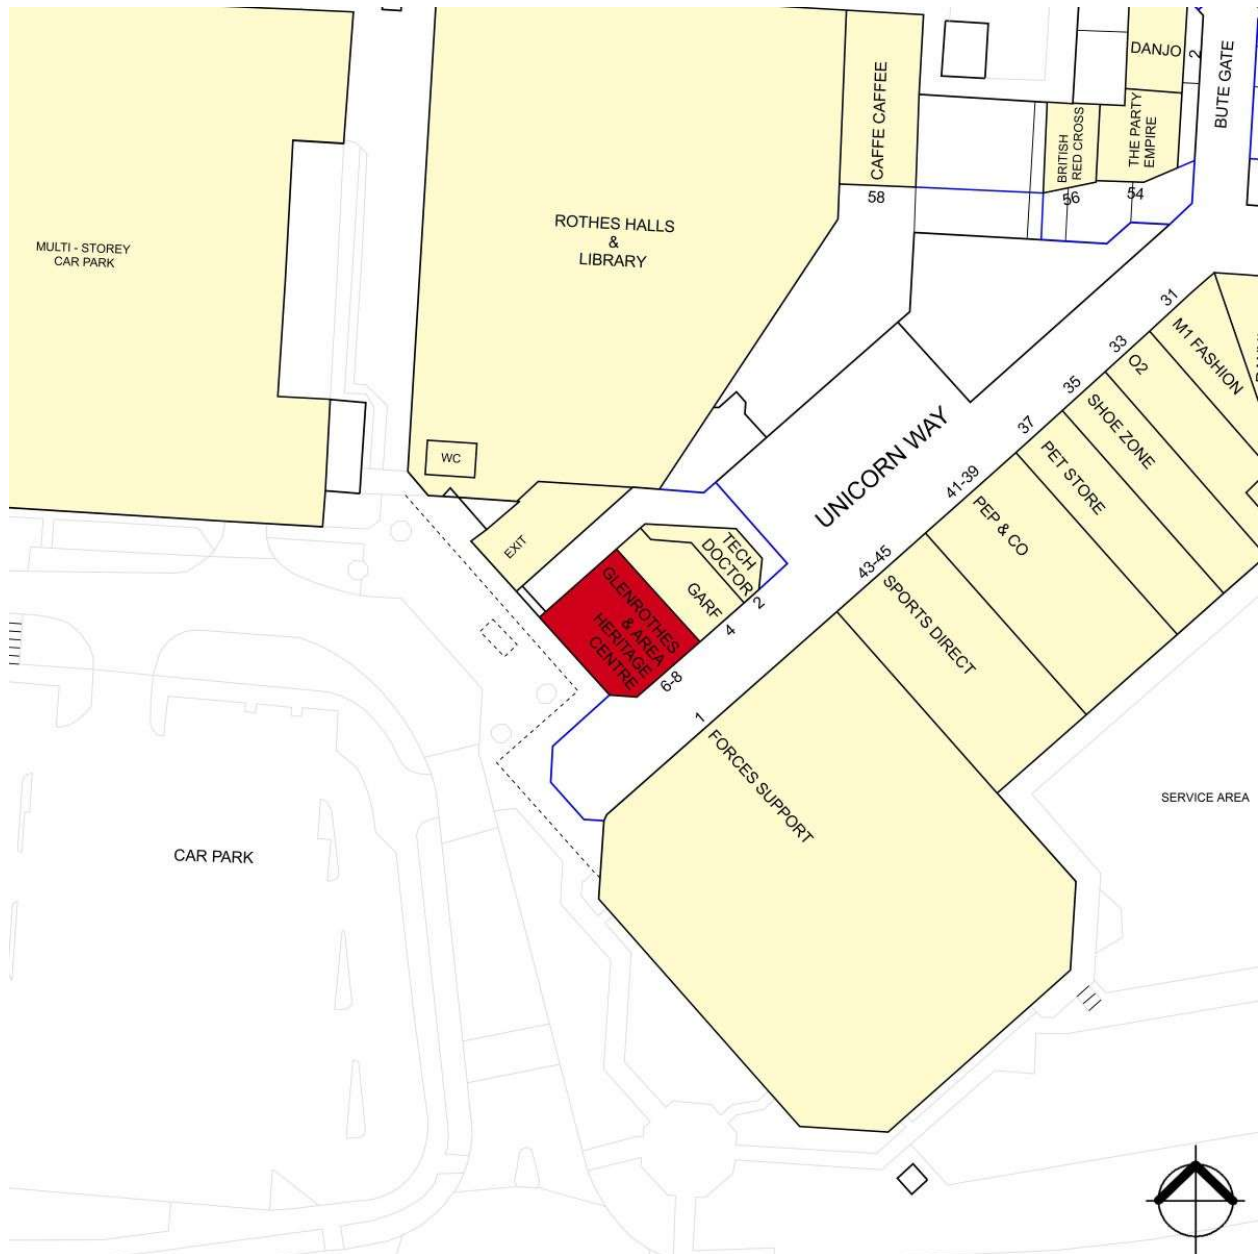 DANJO
2
BUTE GATE
CAFFE CAFFEE
58
BRITISH
RED CROSS
56
THE PARTY
EMPIRE
54
MULTI - STOREY
CAR PARK
ROTHES HALLS
&
LIBRARY
WC
EXIT
UNICORN WAY
31
M1 FASHION
33
O2
35
SHOE ZONE
37
PET STORE
41-39
PEP & CO
43-45
SPORTS DIRECT
TECH
DOCTOR
2
GARF
4
GLENROTHES
& AREA
HERITAGE
CENTRE
6-8
1
FORCES SUPPORT
SERVICE AREA
CAR PARK